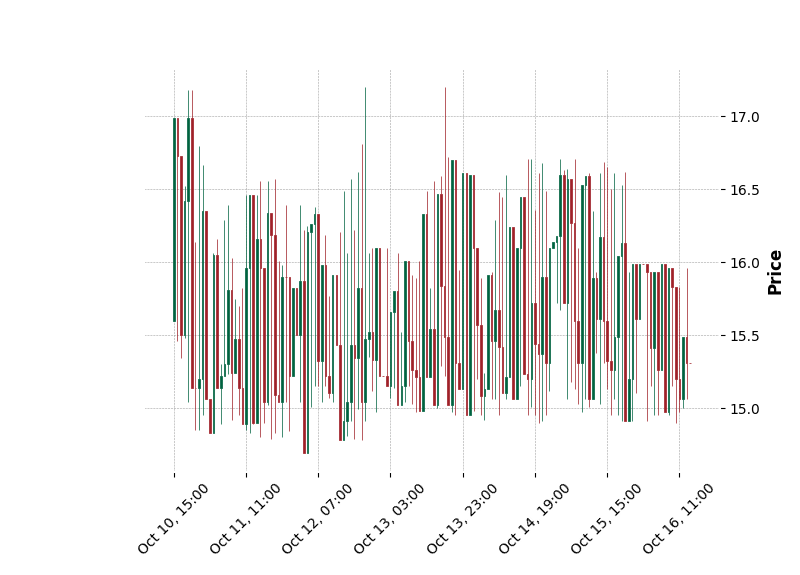 17.0
16.5
16.0
15.5
15.0
Price
Oct 10, 15:00
Oct 11, 11:00
Oct 12, 07:00
Oct 13, 03:00
Oct 13, 23:00
Oct 14, 19:00
Oct 15, 15:00
Oct 16, 11:00